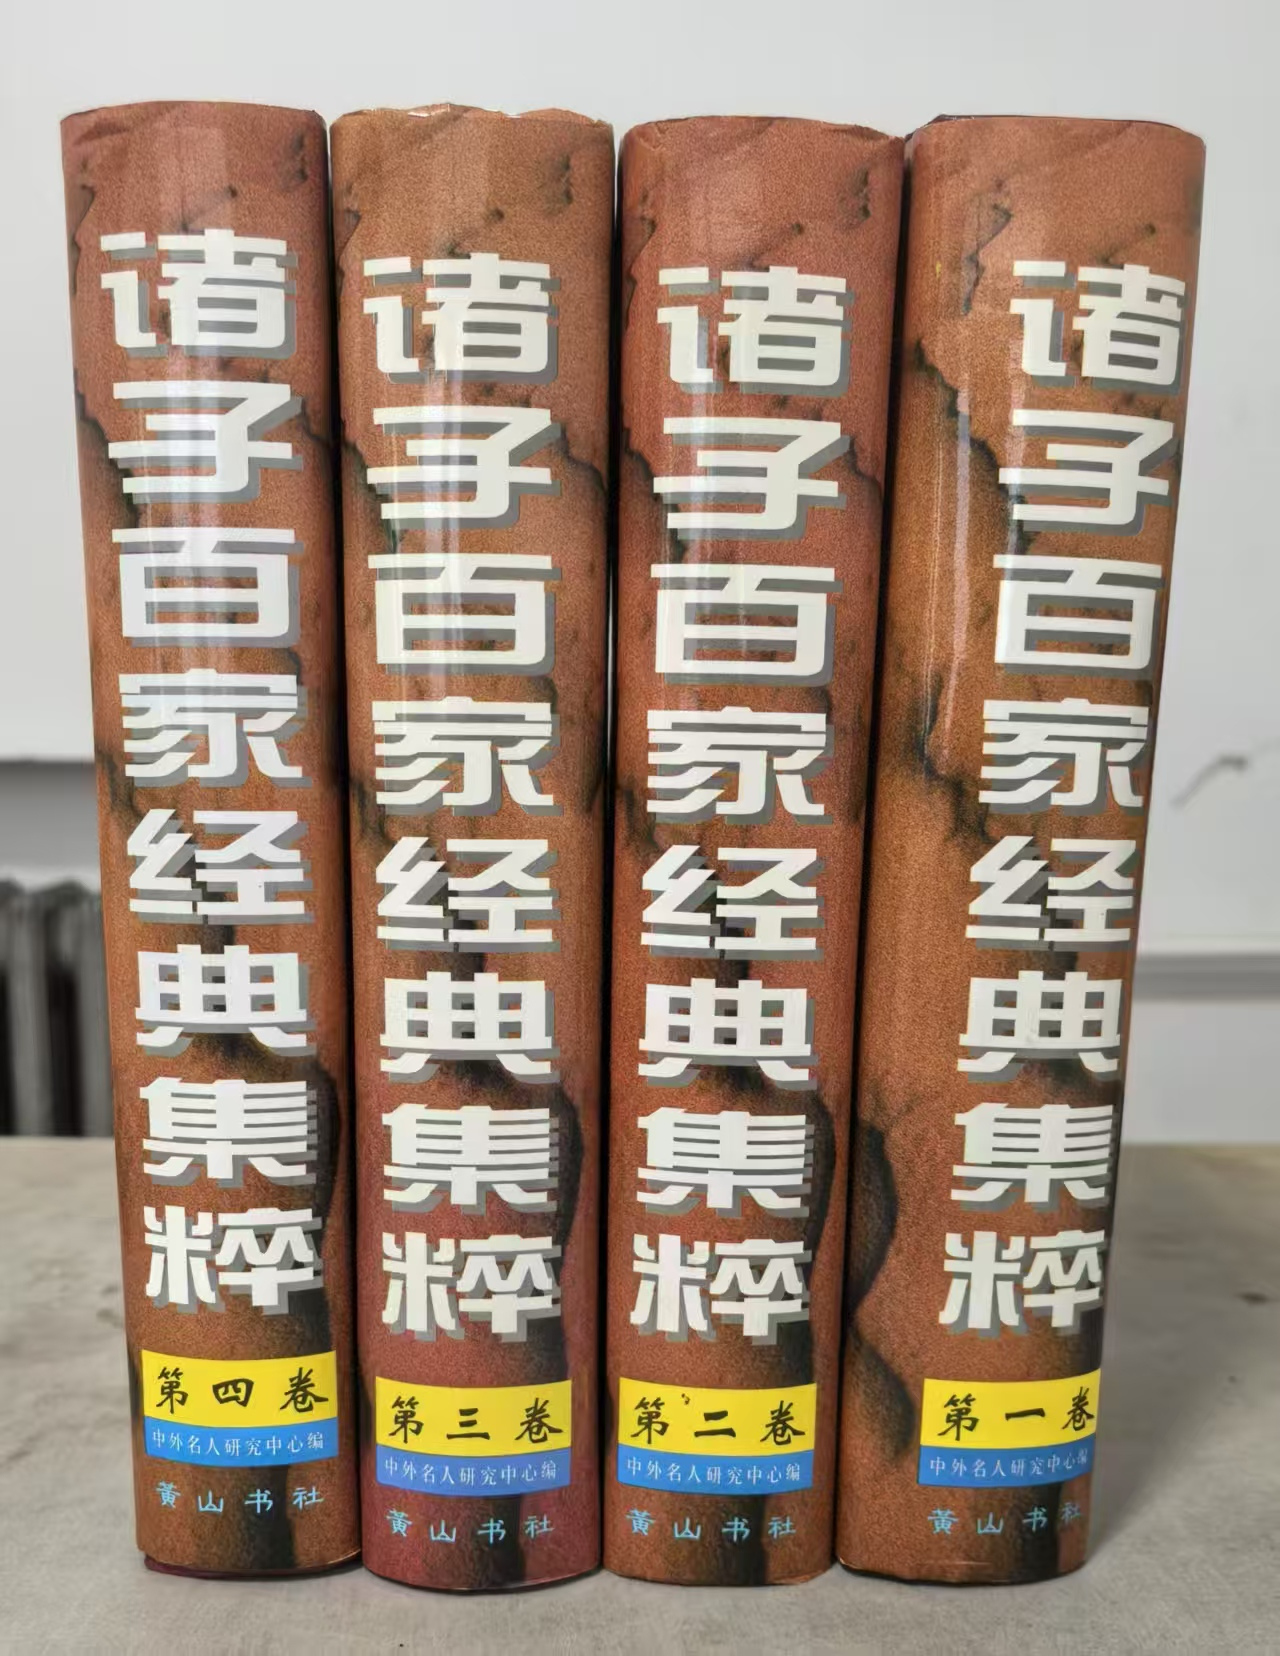 诸子百家经典集粹
第四卷
中外名人研究中心编
黄山书社
诸子百家经典集粹
第三卷
中外名人研究中心编
黄山书社
诸子百家经典集粹
第二卷
中外名人研究中心编
黄山书社
诸子百家经典集粹
第一卷
中外名人研究中心编
黄山书社